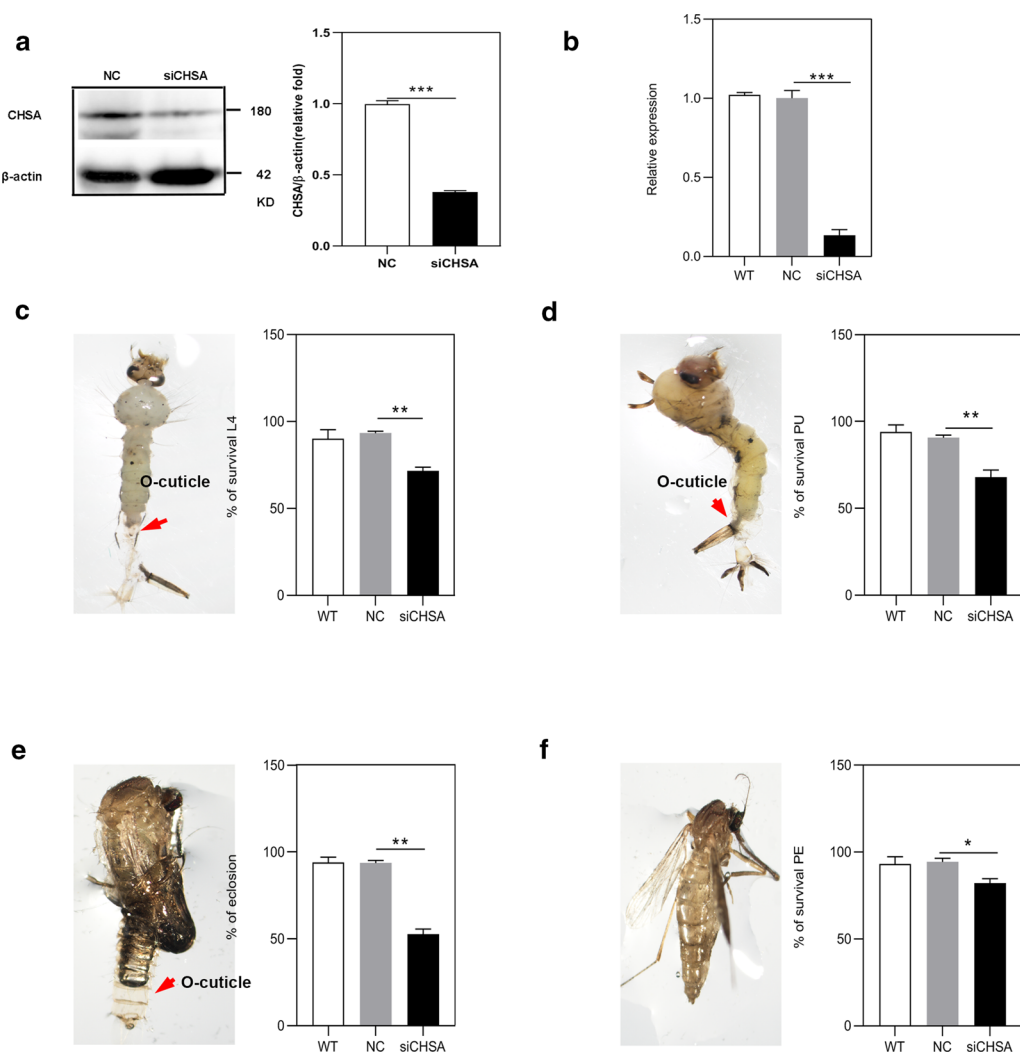 a
NC siCHSA
CHSA
180
β-actin
42
KD
CHSA/β-actin(relative fold)
1.5
1.0
0.5
0.0
***
NC siCHSA
b
Relative expression
1.5
1.0
0.5
0.0
***
WT NC siCHSA
c
O-cuticle
% of survival L4
150
100
50
0
**
WT NC siCHSA
d
O-cuticle
% of survival PU
150
100
50
0
**
WT NC siCHSA
e
O-cuticle
% of eclosion
150
100
50
0
**
WT NC siCHSA
f
% of survival PE
150
100
50
0
*
WT NC siCHSA